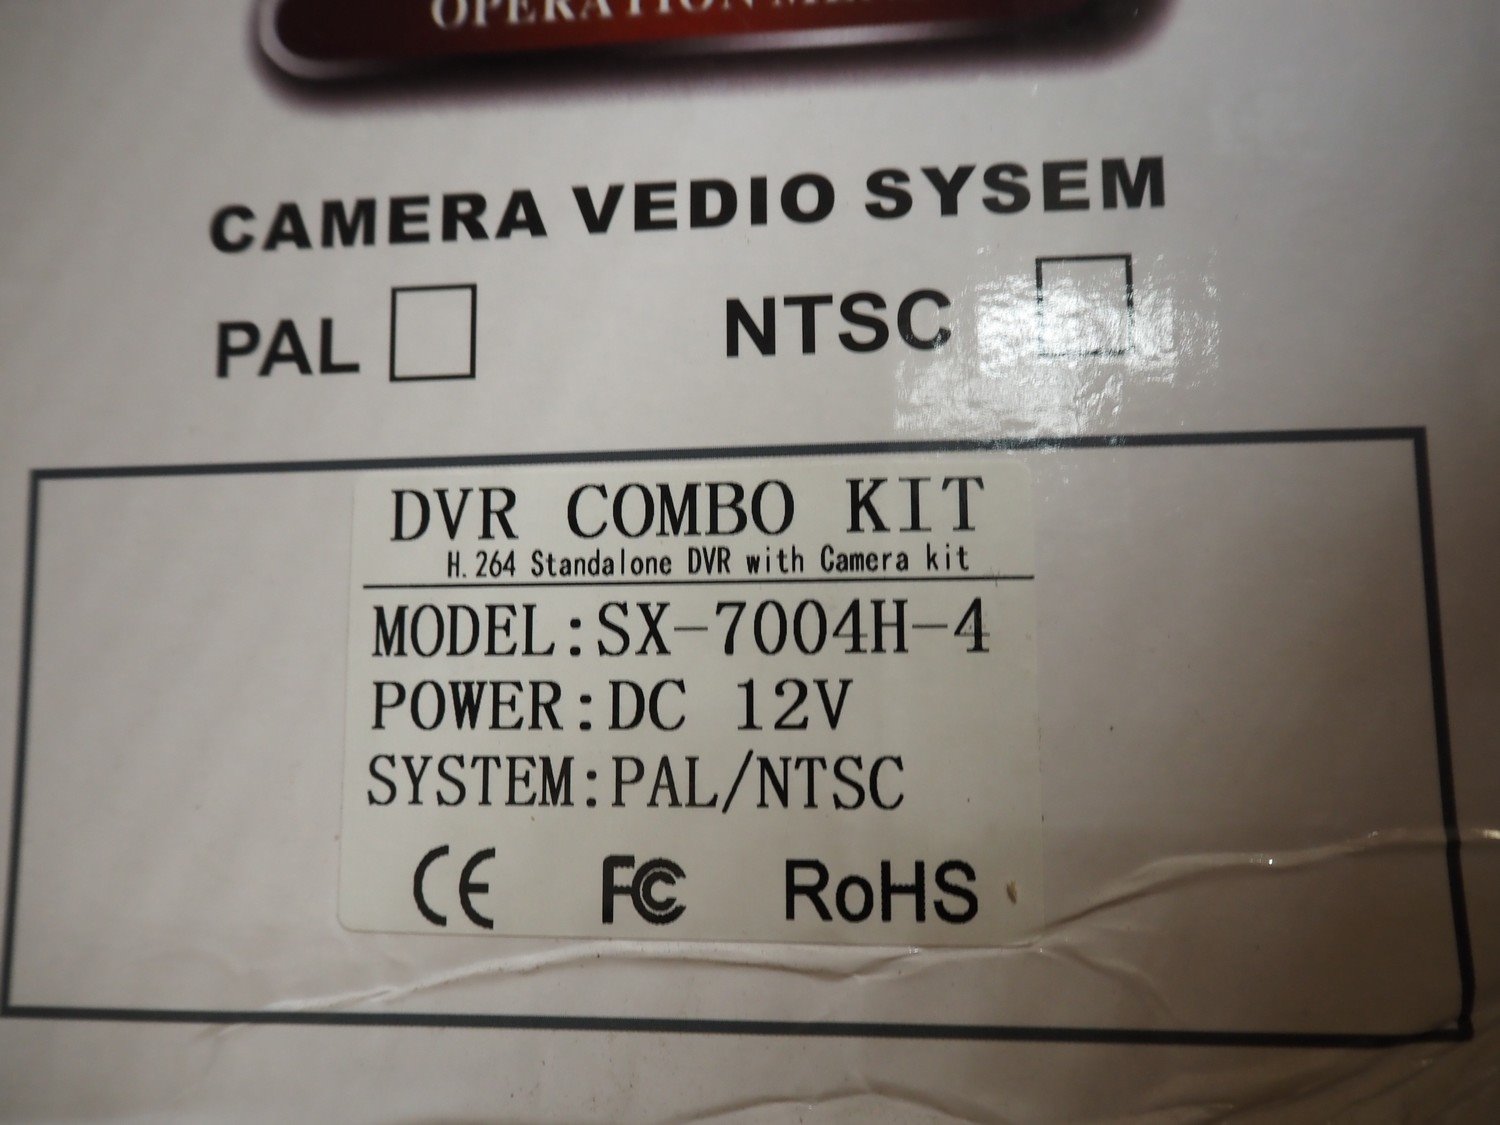 OPERATION
CAMERA VEDIO SYSEM
PAL NTSC
DVR COMBO KIT
H.264 Standalone DVR with Camera kit
MODEL:SX-7004H-4
POWER:DC 12V
SYSTEM:PAL/NTSC
CE FC RoHS